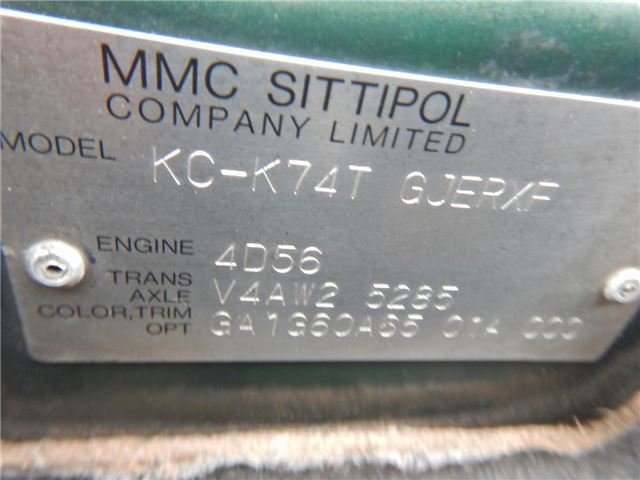 MMC SITTIPOL
COMPANY LIMITED
MODEL KC-K74T GJERXF
ENGINE 4D56
TRANS
AXLE V4AW2 5285
COLOR,TRIM
OPT GA1G60A65 000